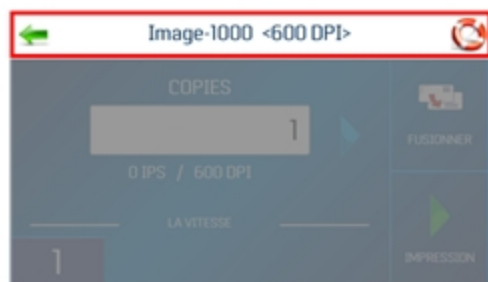 Image-1000 <600 DPI>
COPIES
1
FUSIONNER
0 IPS / 600 DPI
LA VITESSE
1
IMPRESSION